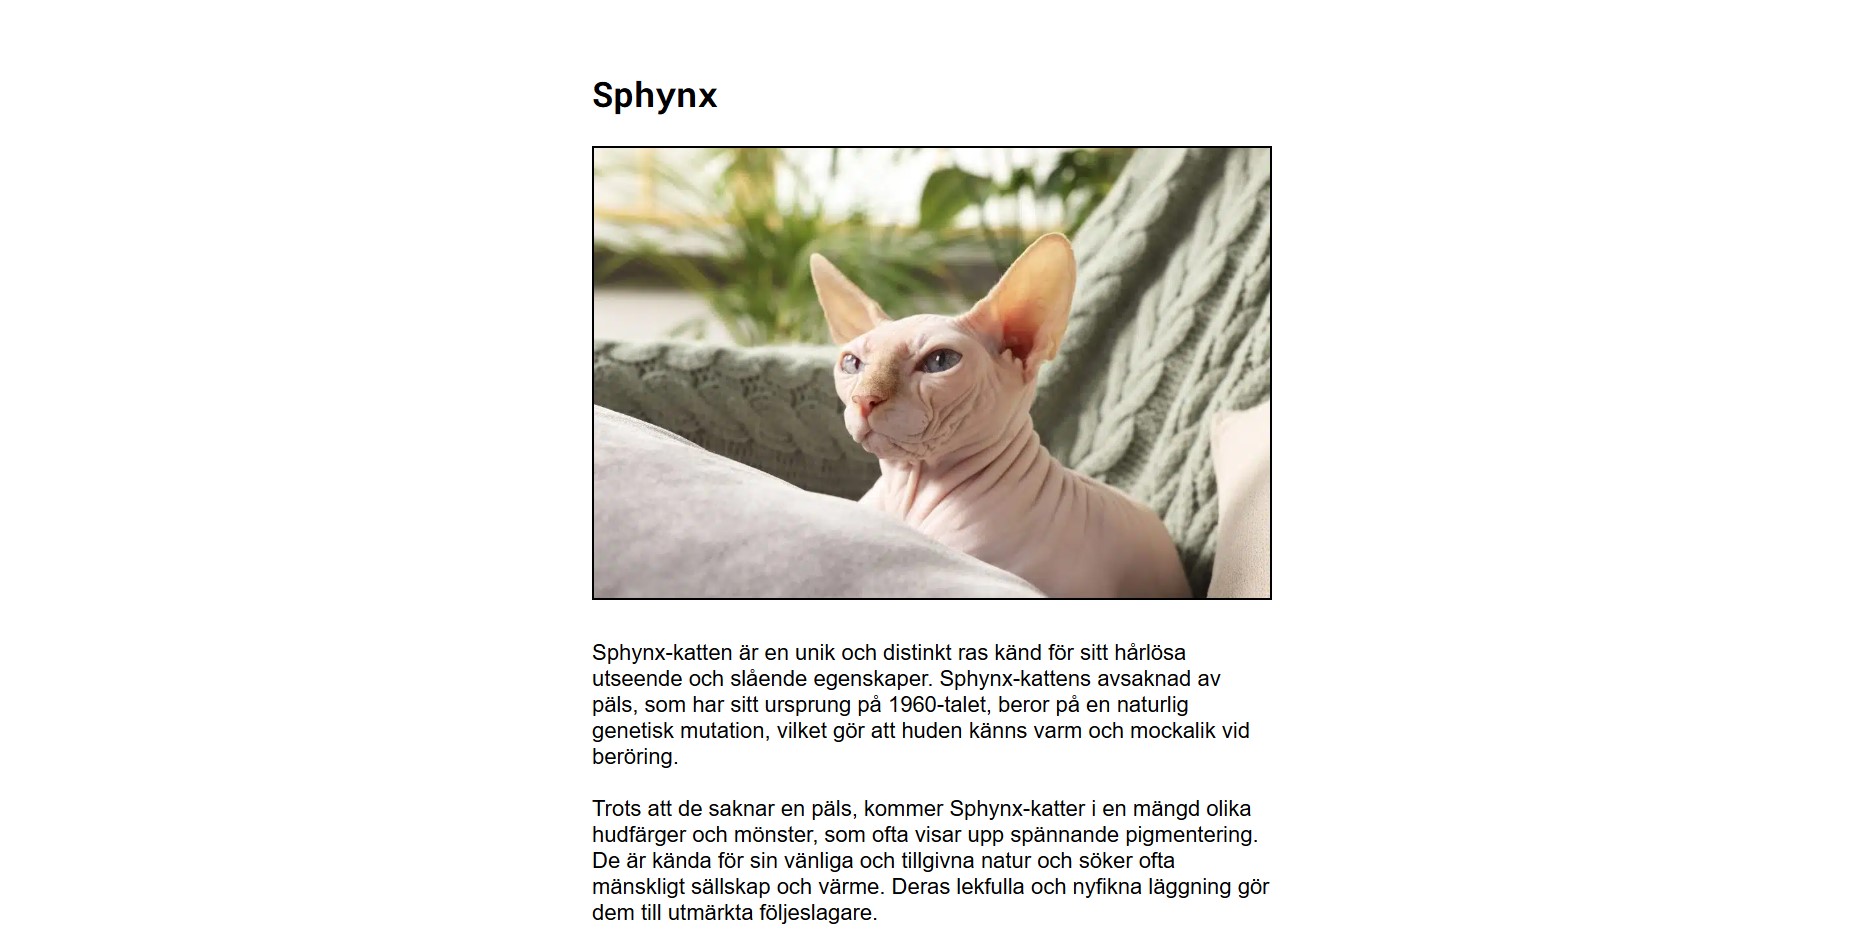 Sphynx
Sphynx-katten är en unik och distinkt ras känd för sitt hårlösa
utseende och slående egenskaper. Sphynx-kattens avsaknad av
päls, som har sitt ursprung på 1960-talet, beror på en naturlig
genetisk mutation, vilket gör att huden känns varm och mockalik vid
beröring.
Trots att de saknar en päls, kommer Sphynx-katter i en mängd olika
hudfärger och mönster, som ofta visar upp spännande pigmentering.
De är kända för sin vänliga och tillgivna natur och söker ofta
mänskligt sällskap och värme. Deras lekfulla och nyfikna läggning gör
dem till utmärkta följeslagare.